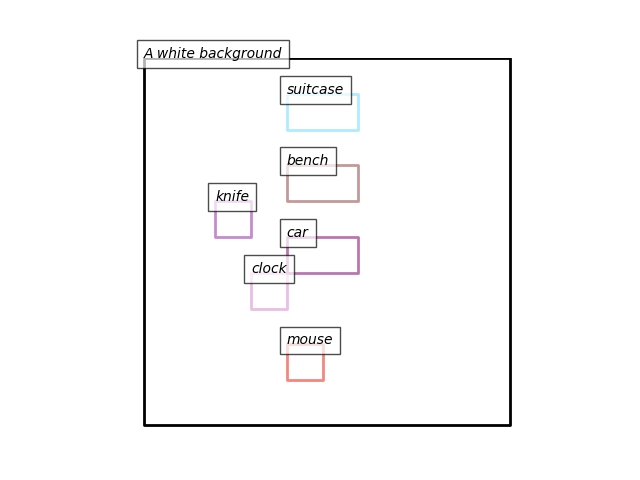 A white background
suitcase
bench
knife
car
clock
mouse